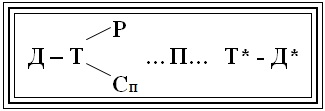 Р
Д – Т ... П... Т* - Д*
Сп